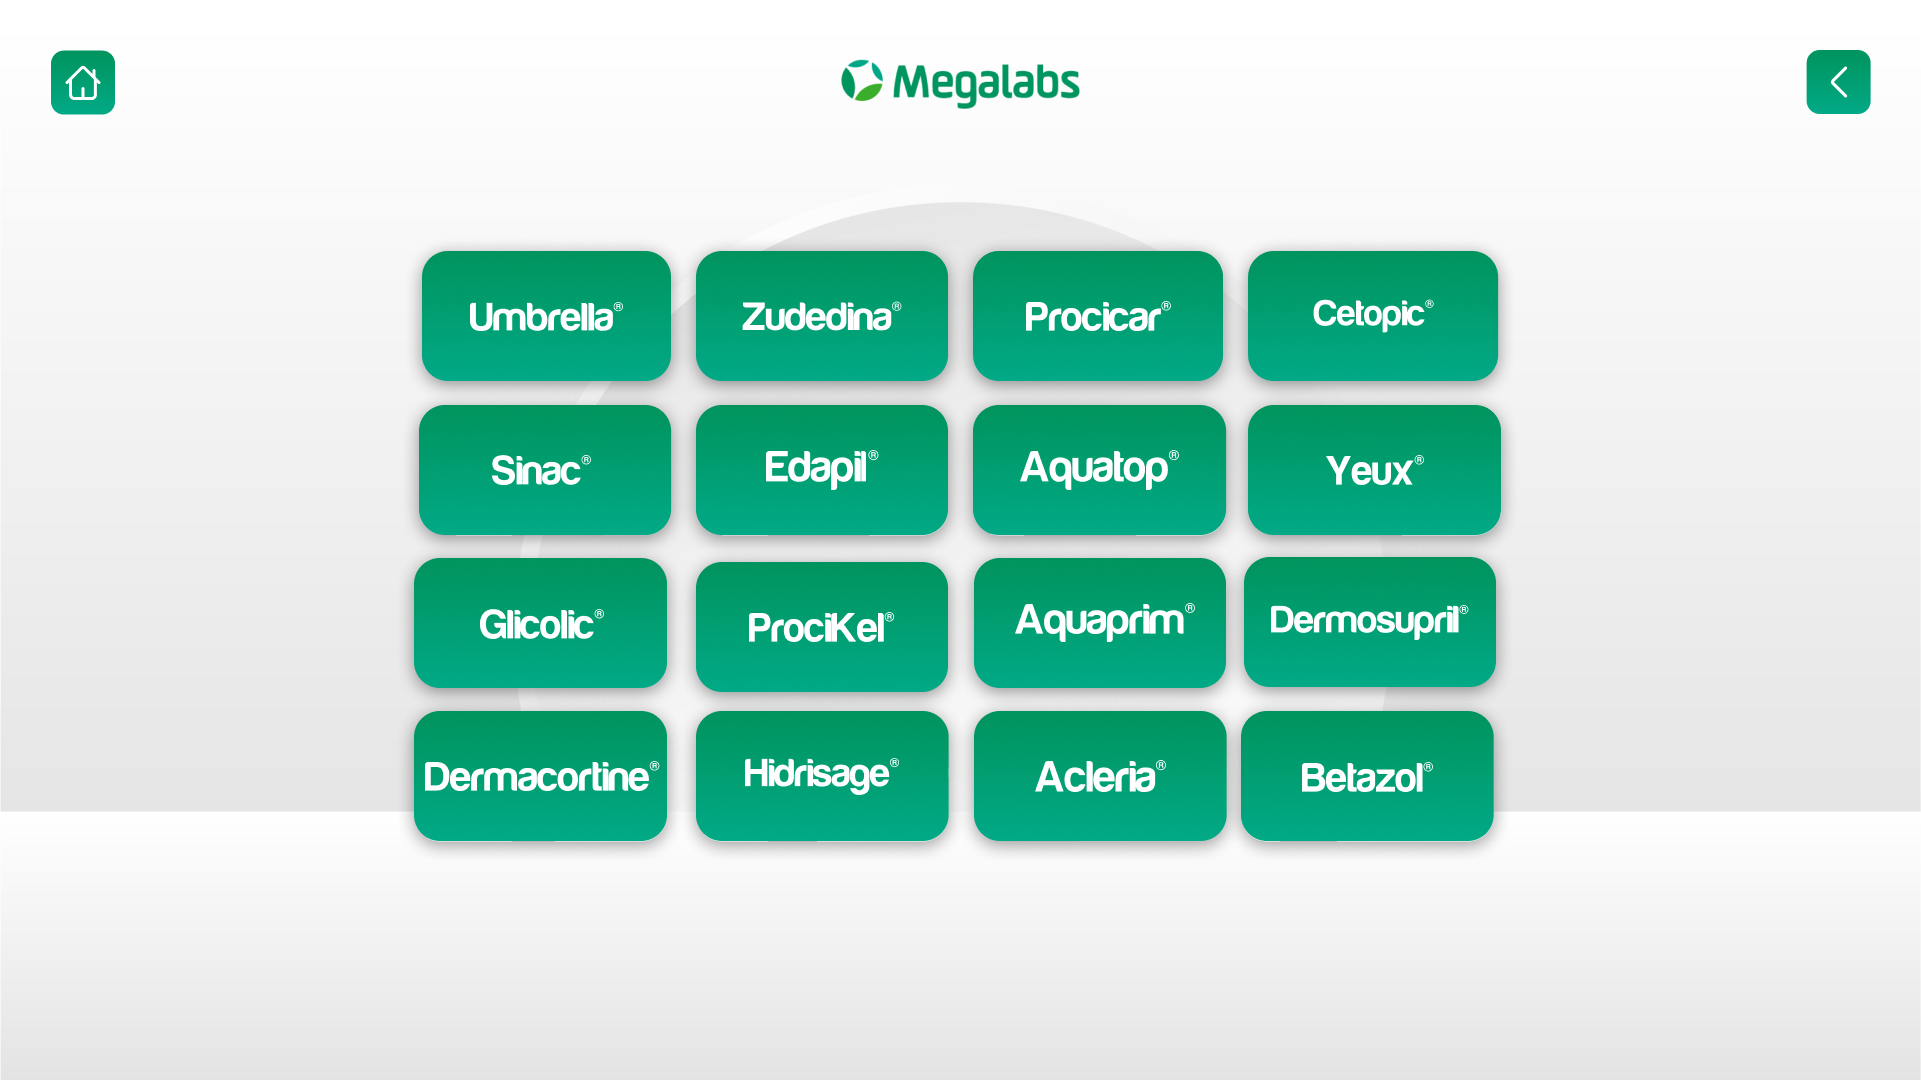 Megalabs
Umbrella®
Zudedina®
Procicar®
Cetopic®
Sinac®
Edapil®
Aquatop®
Yeux®
Glicolic®
ProciKel®
Aquaprim®
Dermosupril®
Dermacortine®
Hidrisage®
Acleria®
Betazol®